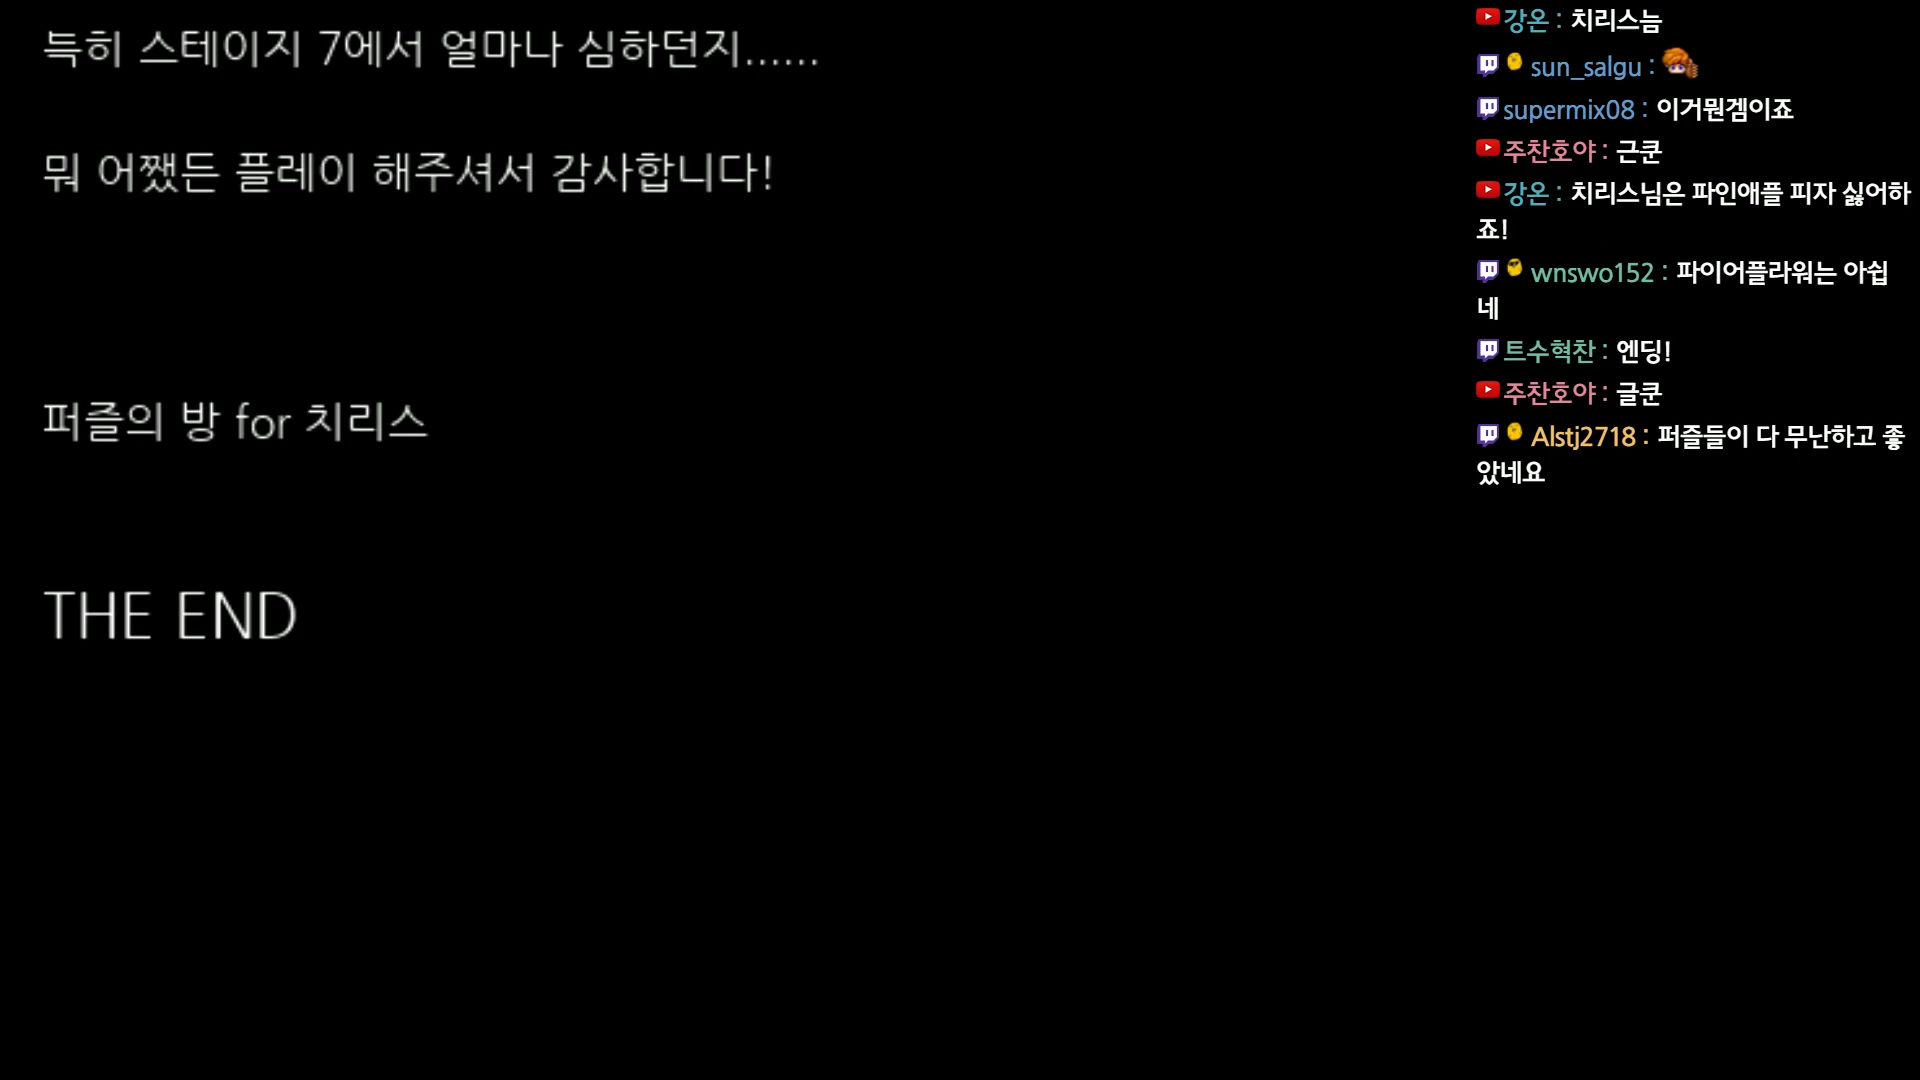 득히 스테이지 7에서 얼마나 심하던지......
뭐 어쨌든 플레이 해주셔서 감사합니다!
퍼즐의 방 for 치리스
THE END
강온 : 치리스늠
sun_salgu :
supermix08 : 이거뭔겜이죠
주찬호야 : 근쿤
강온 : 치리스님은 파인애플 피자 싫어하
죠!
wnswo152 : 파이어플라워는 아쉽
네
트수혁찬 : 엔딩!
주찬호야 : 글쿤
Alstj2718 : 퍼즐들이 다 무난하고 좋
았네요